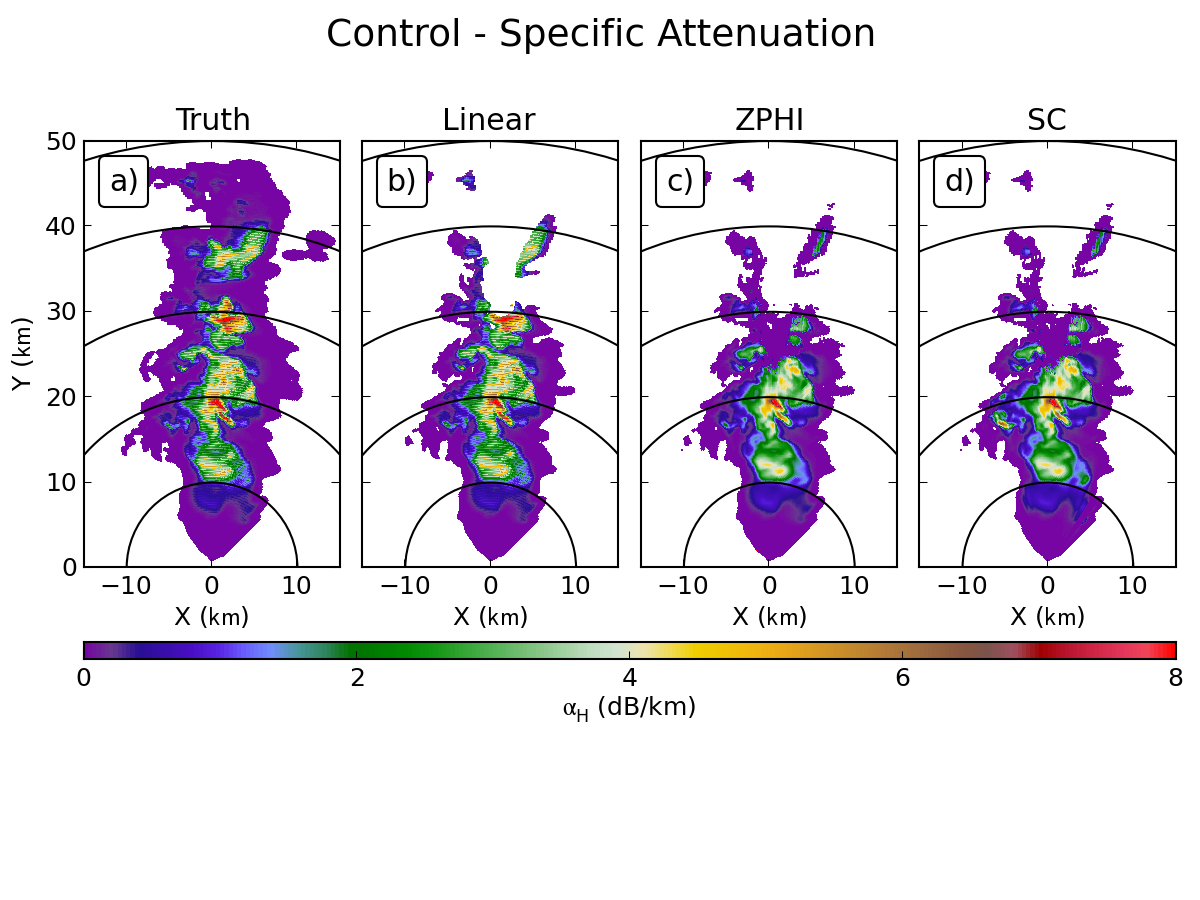 Control - Specific Attenuation
Truth Linear ZPHI SC
a) b) c) d)
50
40
30
20
10
0
Y (km)
−10 0 10 −10 0 10 −10 0 10 −10 0 10
X (km) X (km) X (km) X (km)
0 2 4 6 8
αH (dB/km)